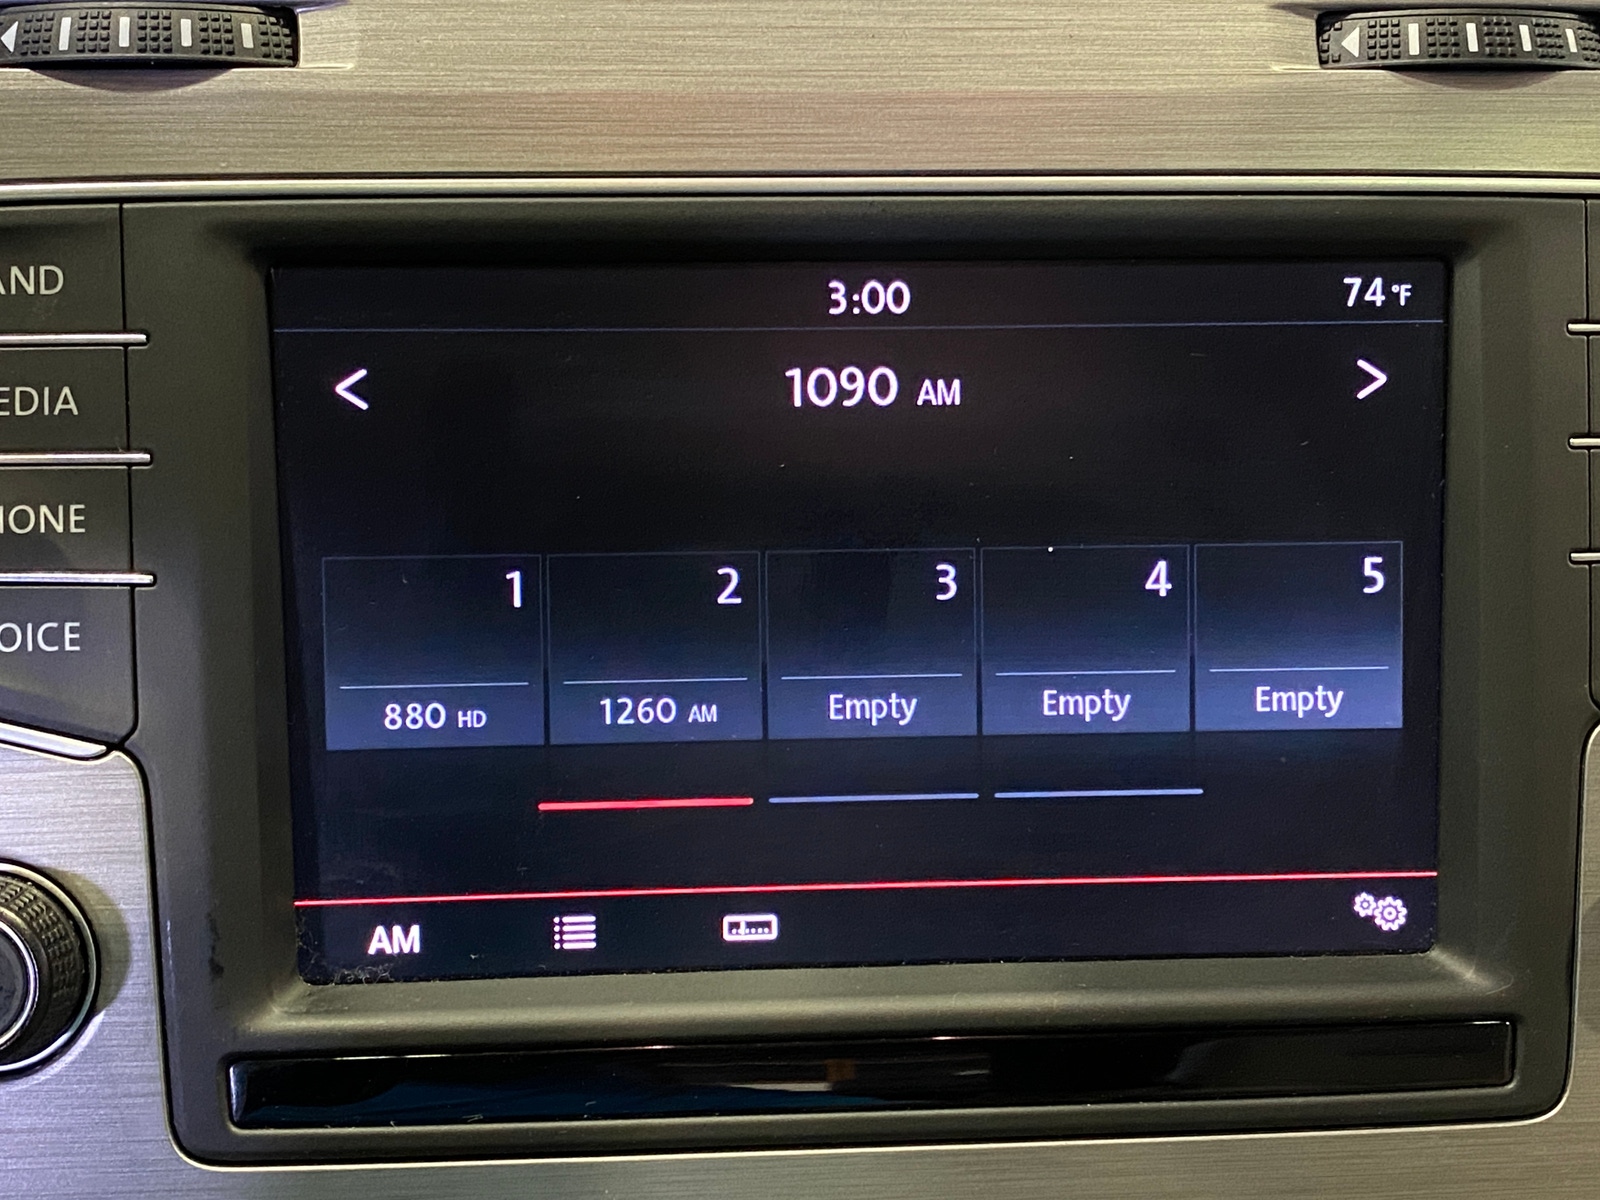 3:00
74 °F
< 1090 AM >
AND
EDIA
IONE
OICE
1 2 3 4 5
880 HD 1260 AM Empty Empty Empty
AM